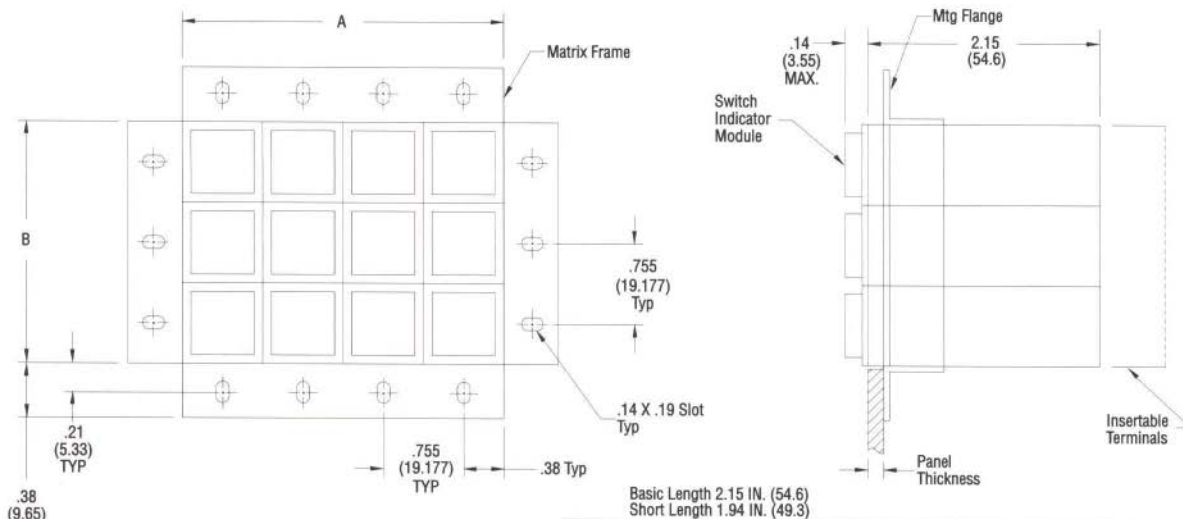 A
Matrix Frame
B
.755
(19.177)
Typ
.14 X .19 Slot
Typ
.21
(5.33)
TYP
.755
(19.177)
TYP
.38 Typ
.38
(9.65)
Mtg Flange
.14
(3.55)
MAX.
2.15
(54.6)
Switch
Indicator
Module
Insertable
Terminals
Panel
Thickness
Basic Length 2.15 IN. (54.6)
Short Length 1.94 IN. (49.3)